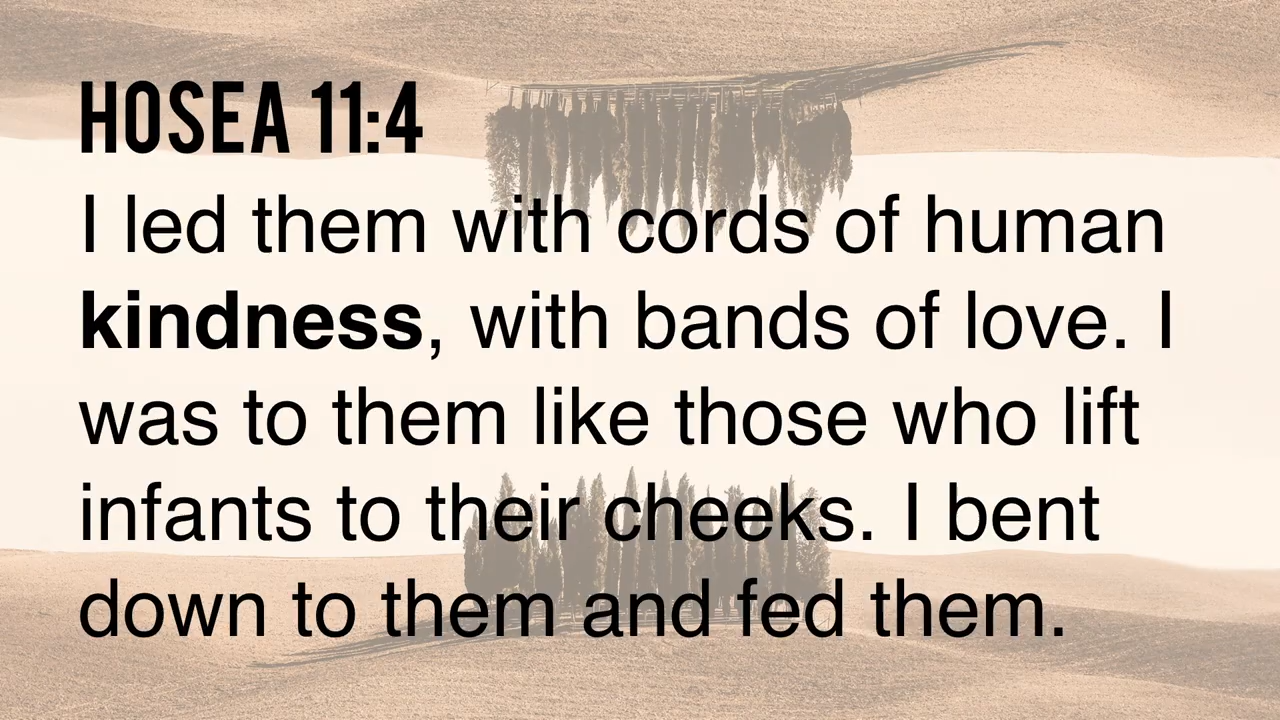 HOSEA 11:4
I led them with cords of human
kindness, with bands of love. I
was to them like those who lift
infants to their cheeks. I bent
down to them and fed them.